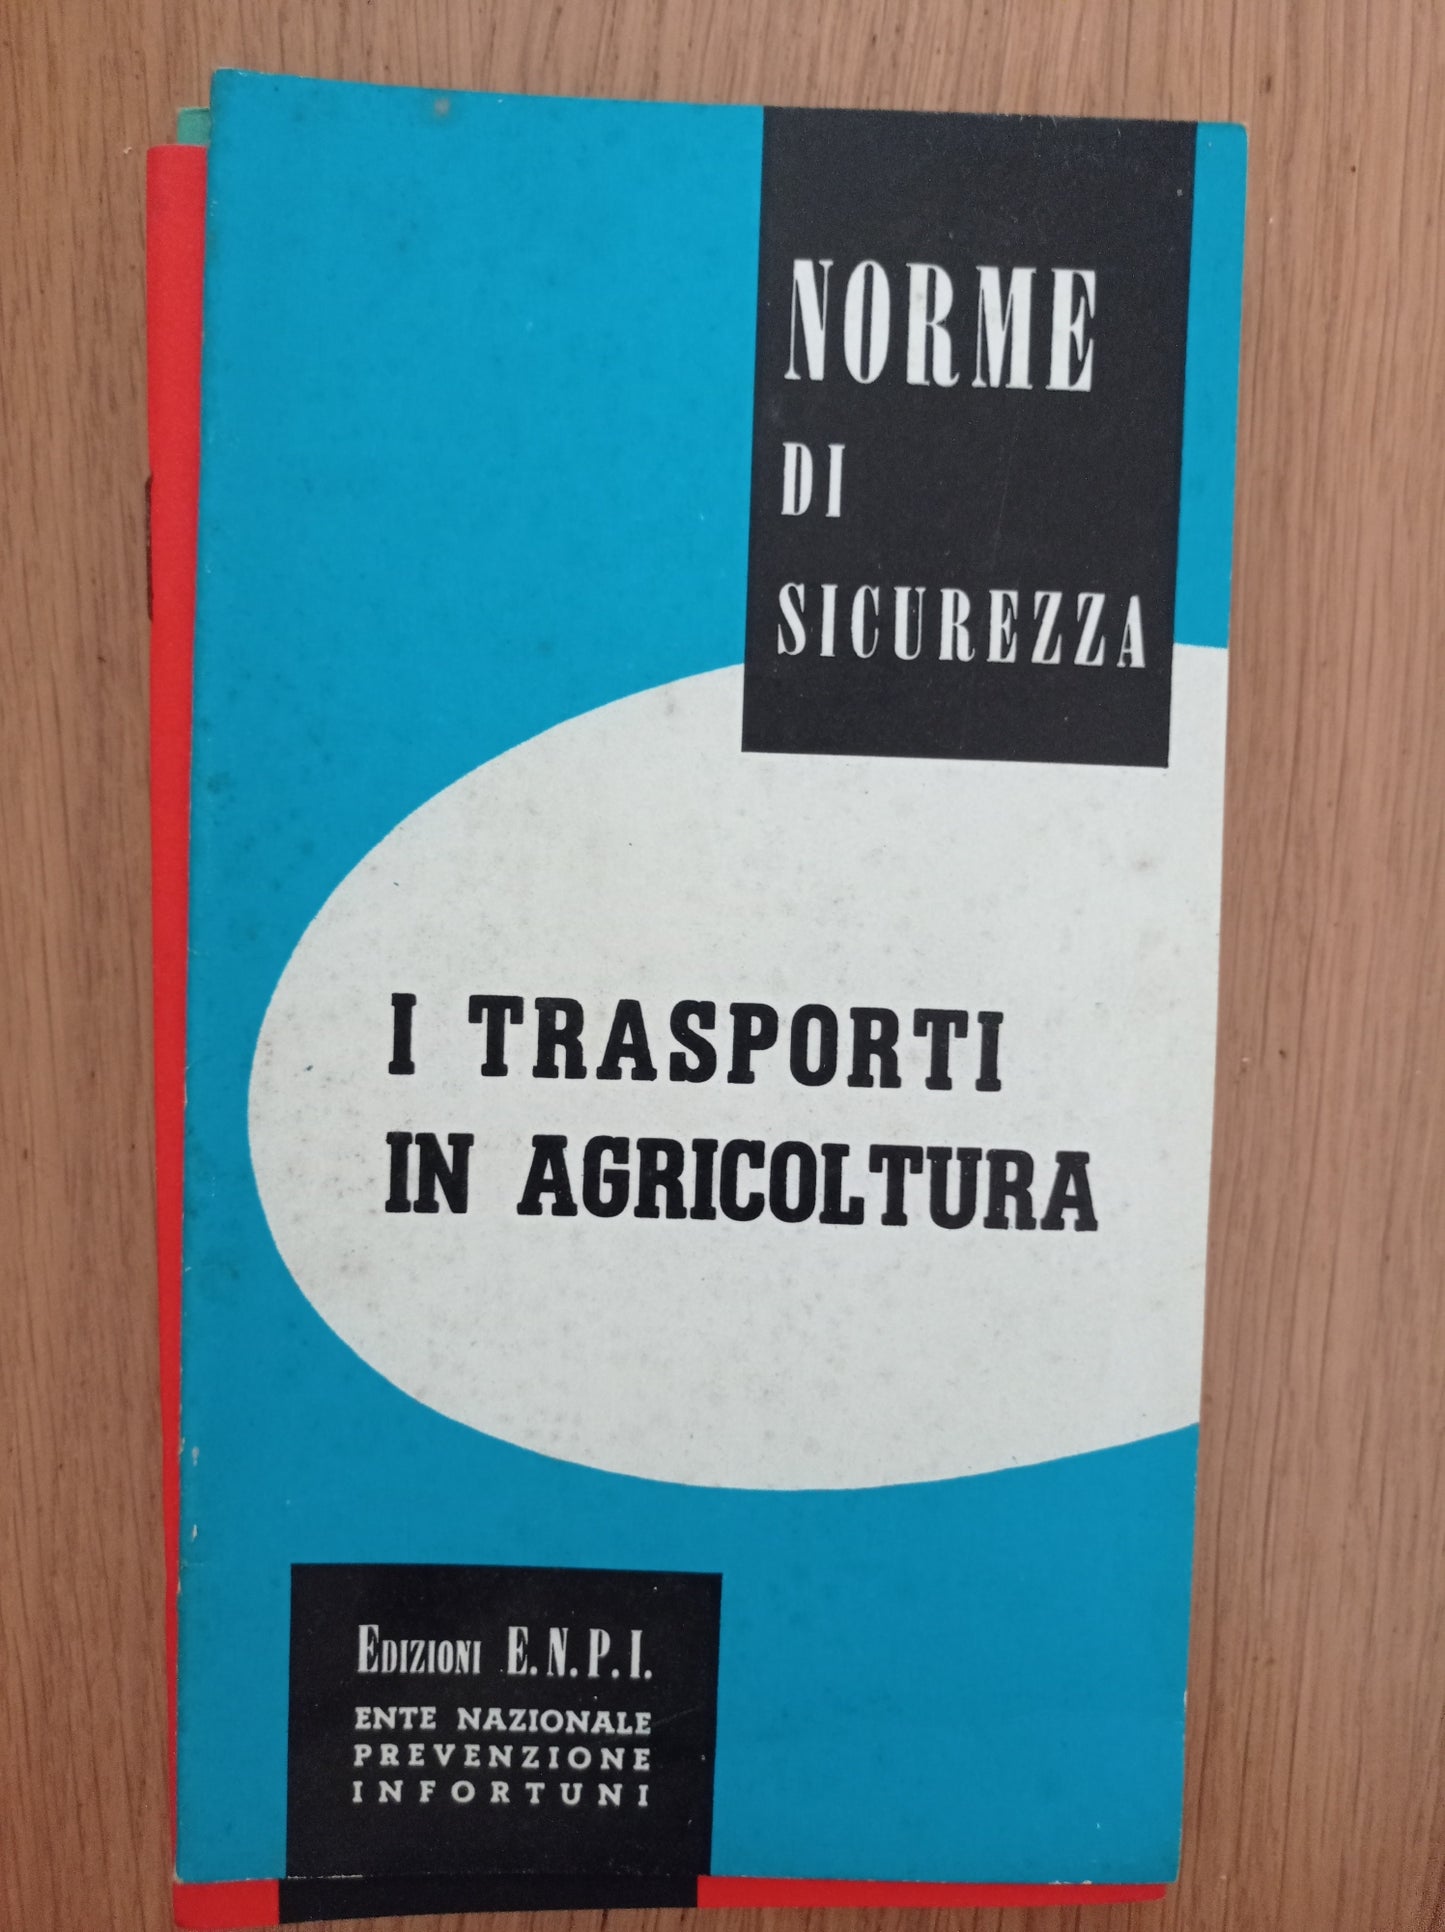 NORME
DI
SICUREZZA
I TRASPORTI
IN AGRICOLTURA
EDIZIONI E.N.P.I.
ENTE NAZIONALE
PREVENZIONE
INFORTUNI